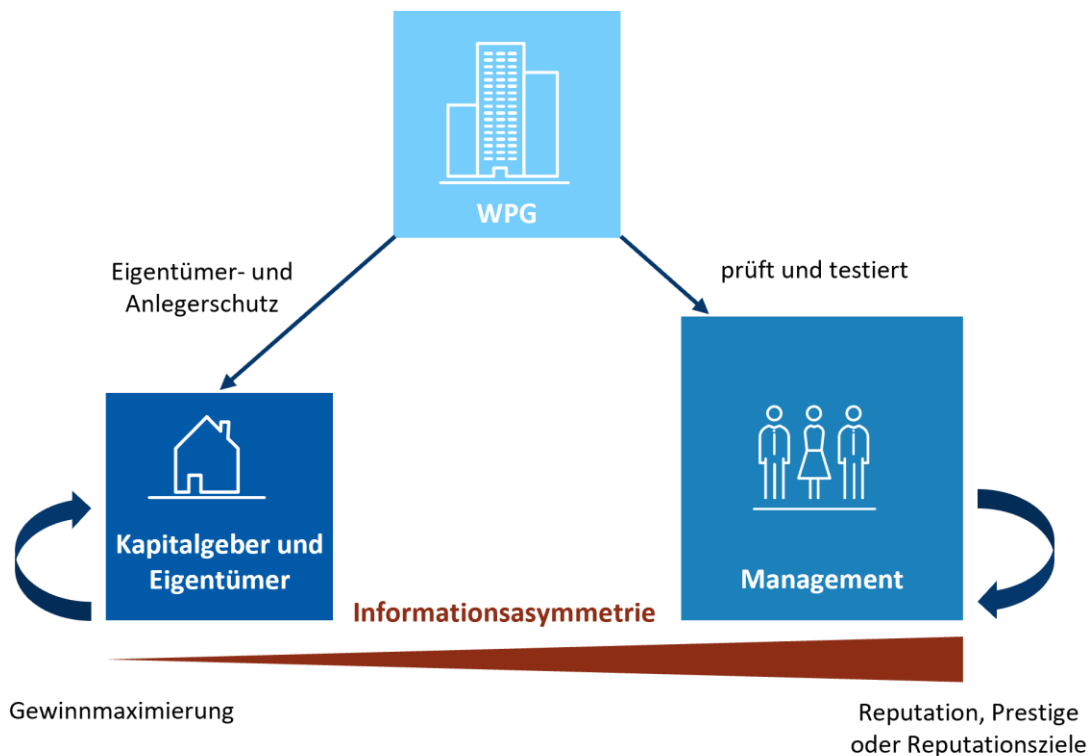 WPG
Eigentümer- und
Anlegerschutz
prüft und testiert
Kapitalgeber und
Eigentümer
Management
Informationsasymmetrie
Gewinnmaximierung
Reputation, Prestige
oder Reputationsziele